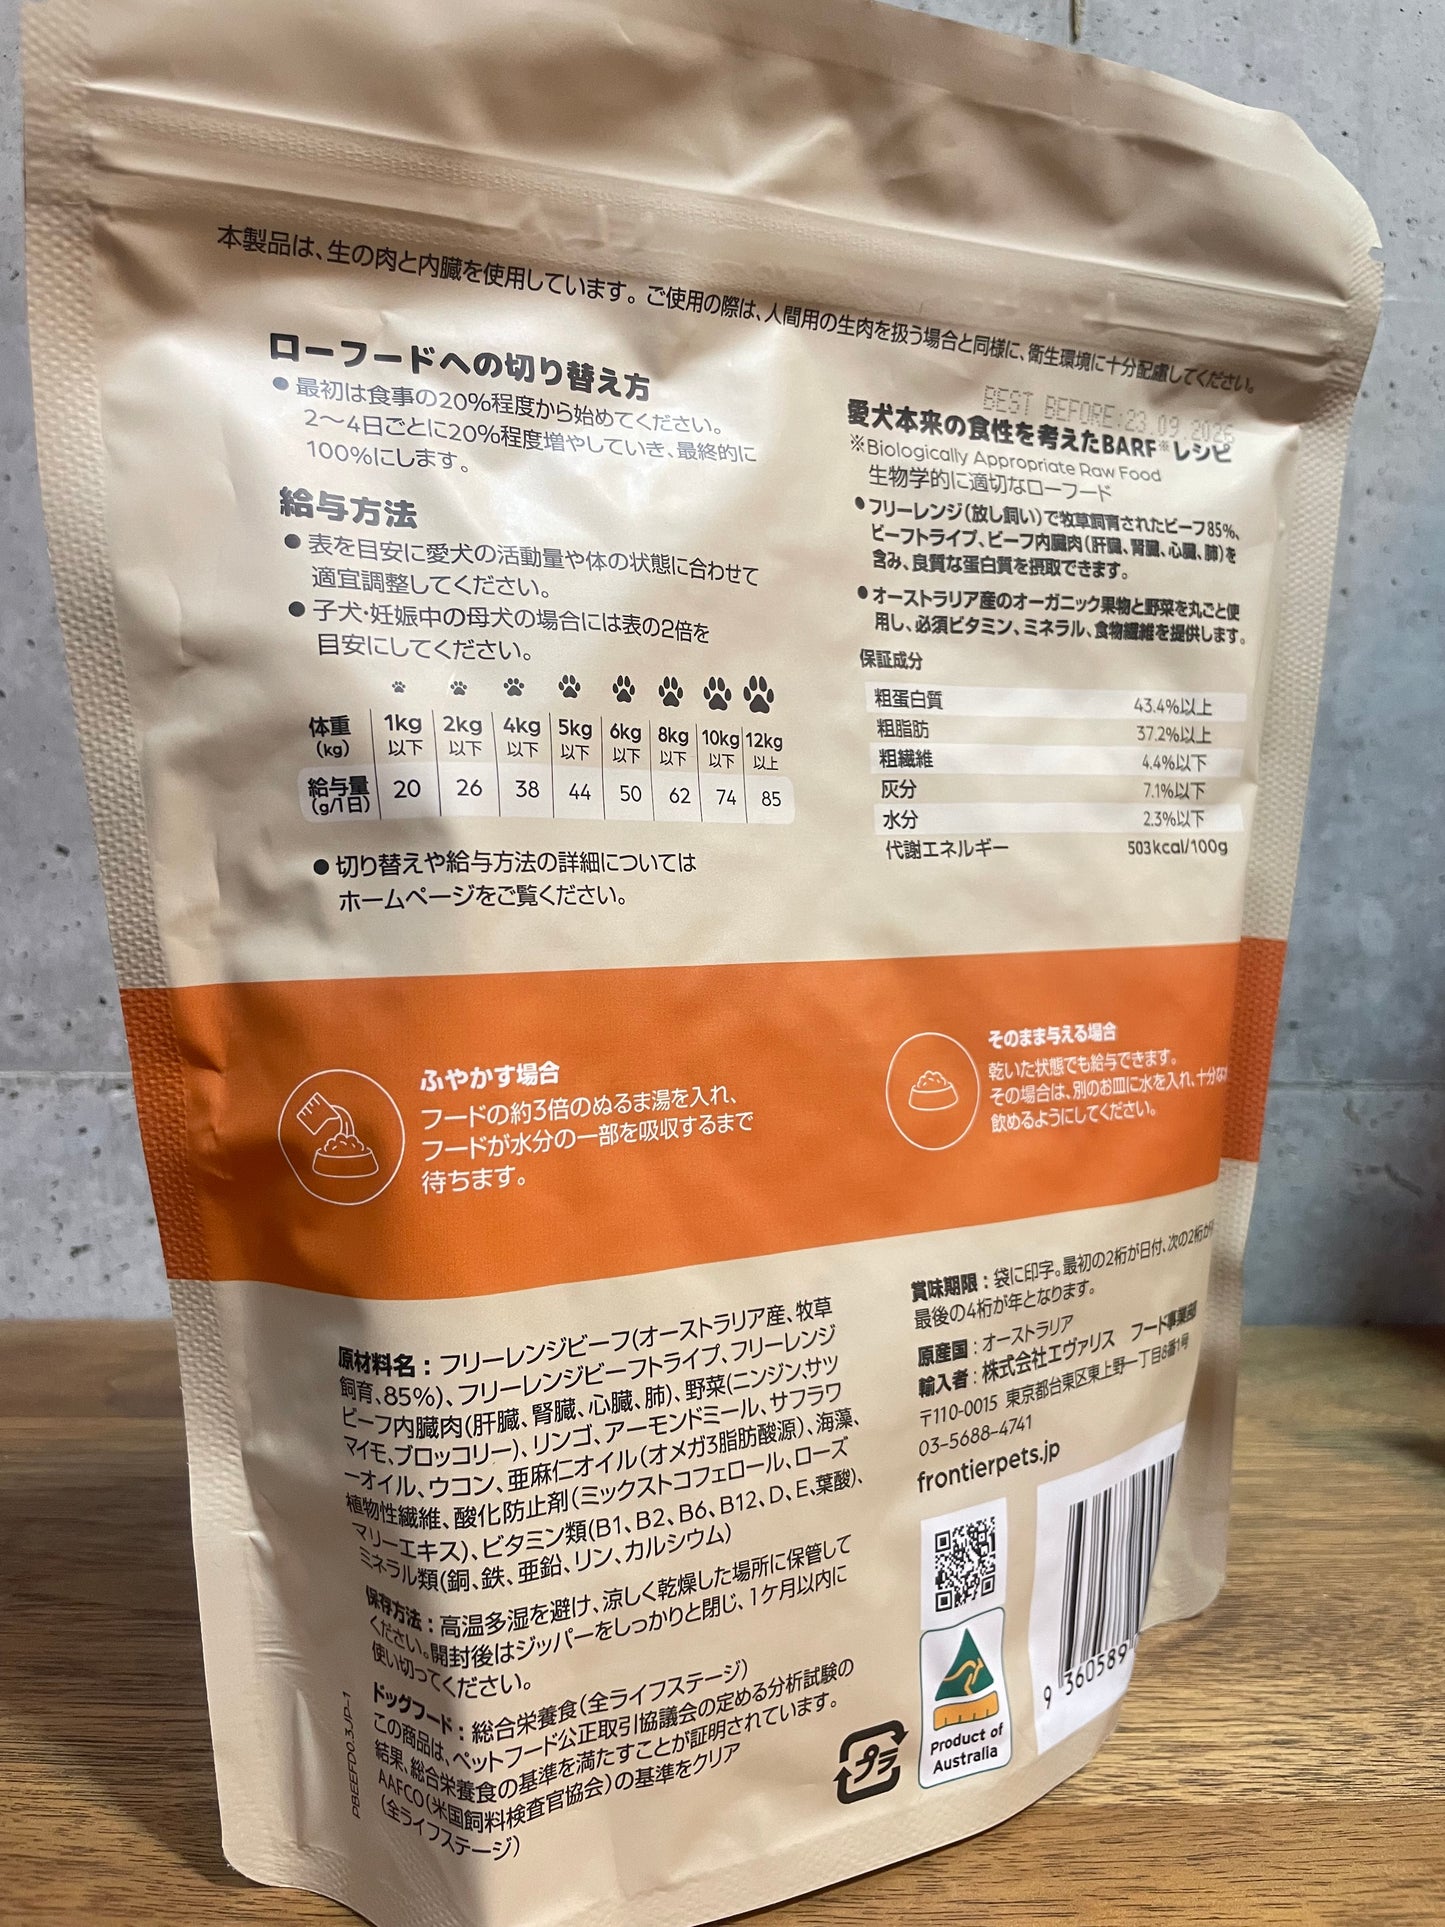 本製品は、生の肉と内臓を使用しています。ご使用の際は、人間用の生肉を扱う場合と同様に、衛生環境に十分配慮してください。
ローフードへの切り替え方
● 最初は食事の20%程度から始めてください。
2〜4日ごとに20%程度増やしていき、最終的に
100%にします。
給与方法
● 表を目安に愛犬の活動量や体の状態に合わせて
適宜調整してください。
● 子犬・妊娠中の母犬の場合には表の2倍を
目安にしてください。
体重(kg) 1kg以下 2kg以下 4kg以下 5kg以下 6kg以下 8kg以下 10kg以下 12kg以上
給与量(g/1日) 20 26 38 44 50 62 74 85
● 切り替えや給与方法の詳細については
ホームページをご覧ください。
BEST BEFORE:23.09 2026
愛犬本来の食性を考えたBARF※レシピ
※Biologically Appropriate Raw Food
生物学的に適切なローフード
●フリーレンジ(放し飼い)で牧草飼育されたビーフ85%、
ビーフトライプ、ビーフ内臓肉(肝臓、腎臓、心臓、肺)を
含み、良質な蛋白質を摂取できます。
●オーストラリア産のオーガニック果物と野菜を丸ごと使
用し、必須ビタミン、ミネラル、食物繊維を提供します。
保証成分
粗蛋白質 43.4%以上
粗脂肪 37.2%以上
粗繊維 4.4%以下
灰分 7.1%以下
水分 2.3%以下
代謝エネルギー 503kcal/100g
ふやかす場合
フードの約3倍のぬるま湯を入れ、
フードが水分の一部を吸収するまで
待ちます。
そのまま与える場合
乾いた状態でも給与できます。
その場合は、別のお皿に水を入れ、十分な
飲めるようにしてください。
原材料名：フリーレンジビーフ(オーストラリア産、牧草
飼育、85%)、フリーレンジビーフトライプ、フリーレンジ
ビーフ内臓肉(肝臓、腎臓、心臓、肺)、野菜(ニンジン、サツ
マイモ、ブロッコリー)、リンゴ、アーモンドミール、サフラワ
ーオイル、ウコン、亜麻仁オイル(オメガ3脂肪酸源)、海藻、
植物性繊維、酸化防止剤(ミックストコフェロール、ローズ
マリーエキス)、ビタミン類(B1、B2、B6、B12、D、E、葉酸)、
ミネラル類(銅、鉄、亜鉛、リン、カルシウム)
保存方法：高温多湿を避け、涼しく乾燥した場所に保管して
ください。開封後はジッパーをしっかりと閉じ、1ケ月以内に
使い切ってください。
ドッグフード：総合栄養食(全ライフステージ)
この商品は、ペットフード公正取引協議会の定める分析試験の
結果、総合栄養食の基準を満たすことが証明されています。
AAFCO(米国飼料検査官協会)の基準をクリア
(全ライフステージ)
PBEEFD0.3JP-1
賞味期限：袋に印字。最初の2桁が日付、次の2桁が
最後の4桁が年となります。
原産国：オーストラリア
輸入者：株式会社エヴァリス フード事業部
〒110-0015 東京都台東区東上野一丁目8番1号
03-5688-4741
frontierpets.jp
Product of
Australia
プラ
9 360589